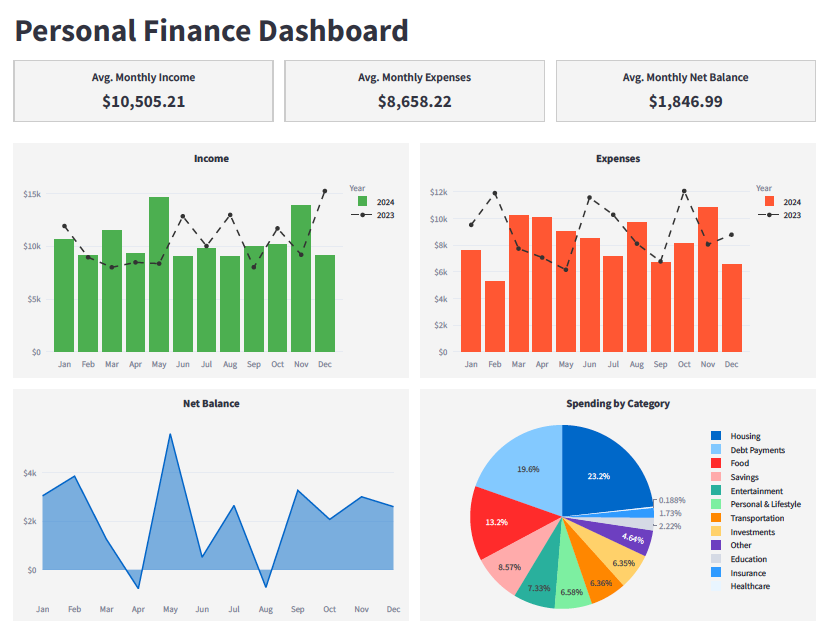 Personal Finance Dashboard
Avg. Monthly Income
$10,505.21
Avg. Monthly Expenses
$8,658.22
Avg. Monthly Net Balance
$1,846.99
Income
$15k
$10k
$5k
$0
Jan Feb Mar Apr May Jun Jul Aug Sep Oct Nov Dec
Year
2024
2023
Expenses
$12k
$10k
$8k
$6k
$4k
$2k
$0
Jan Feb Mar Apr May Jun Jul Aug Sep Oct Nov Dec
Year
2024
2023
Net Balance
$4k
$2k
$0
Jan Feb Mar Apr May Jun Jul Aug Sep Oct Nov Dec
Spending by Category
23.2%
0.188%
1.73%
2.22%
4.64%
6.35%
6.36%
6.58%
7.33%
8.57%
13.2%
19.6%
Housing
Debt Payments
Food
Savings
Entertainment
Personal & Lifestyle
Transportation
Investments
Other
Education
Insurance
Healthcare